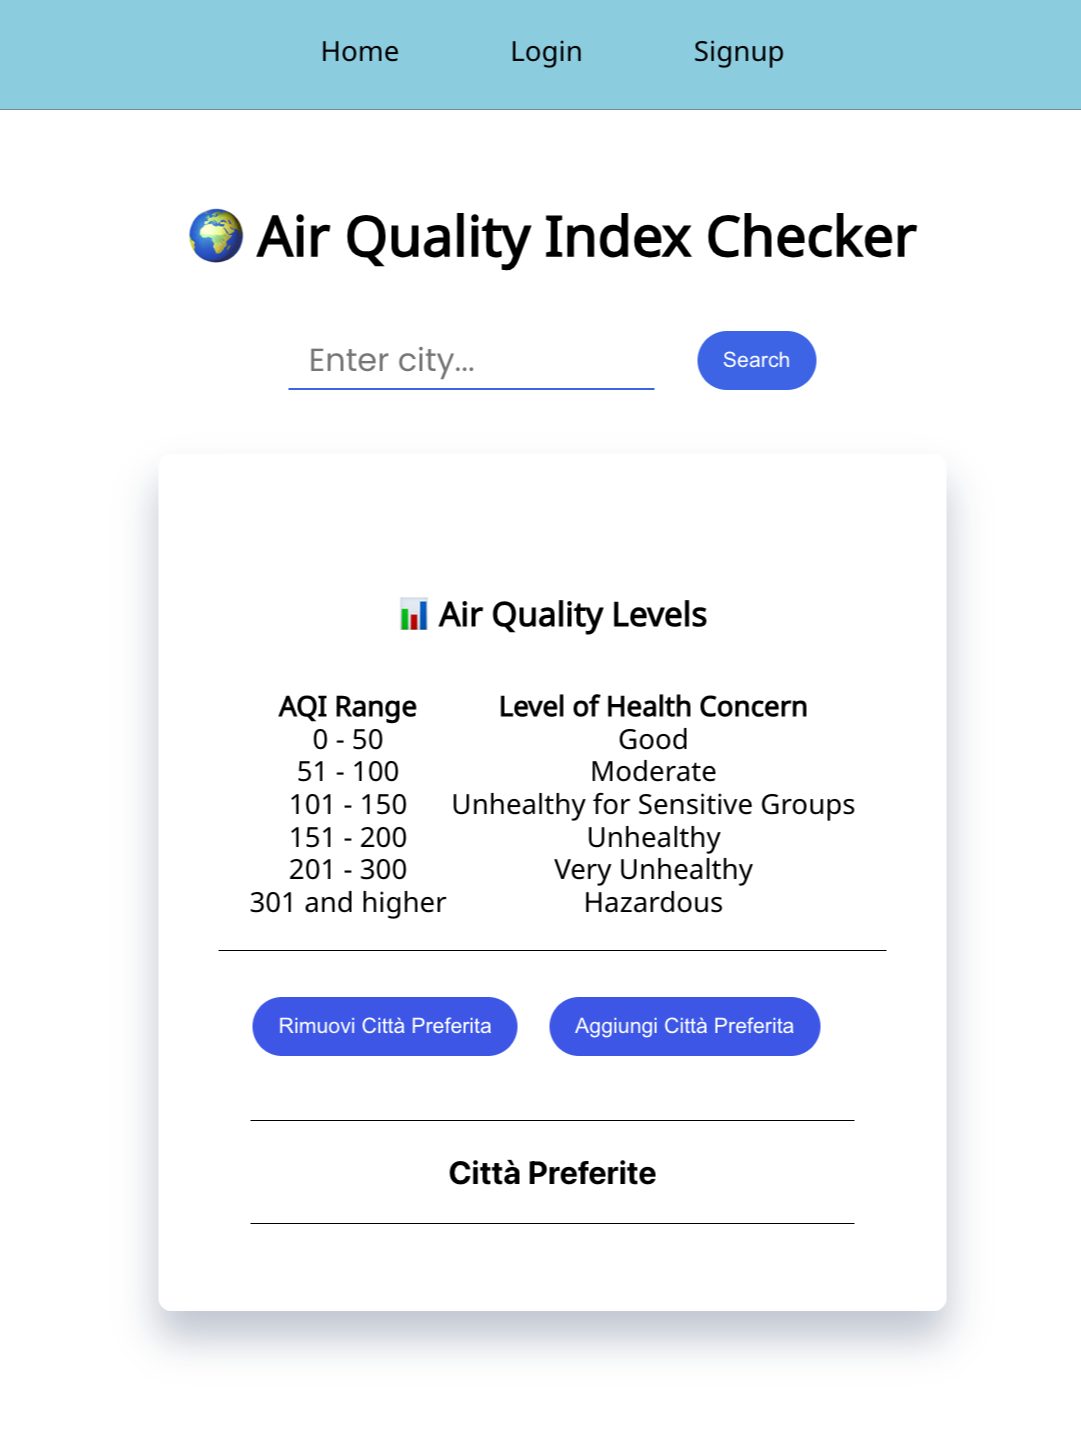 Home Login Signup
🌍 Air Quality Index Checker
Enter city...
Search
📊 Air Quality Levels
AQI Range Level of Health Concern
0 - 50 Good
51 - 100 Moderate
101 - 150 Unhealthy for Sensitive Groups
151 - 200 Unhealthy
201 - 300 Very Unhealthy
301 and higher Hazardous
Rimuovi Città Preferita Aggiungi Città Preferita
Città Preferite